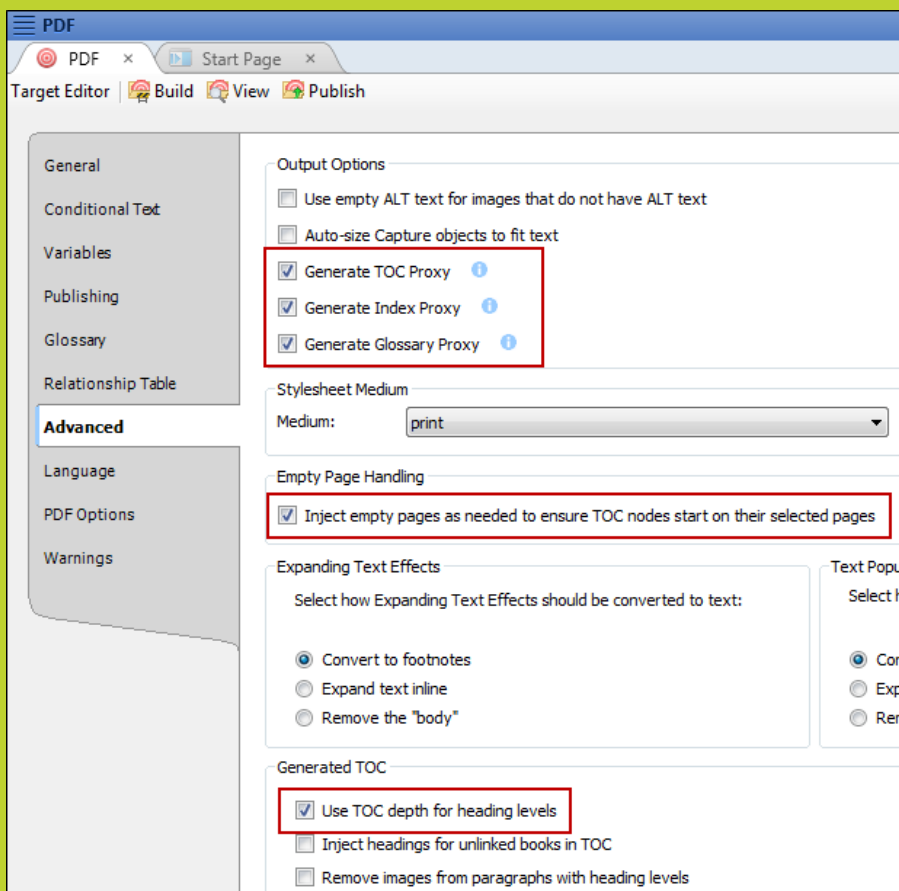 PDF
PDF × Start Page ×
Target Editor Build View Publish
General
Conditional Text
Variables
Publishing
Glossary
Relationship Table
Advanced
Language
PDF Options
Warnings
Output Options
Use empty ALT text for images that do not have ALT text
Auto-size Capture objects to fit text
Generate TOC Proxy
Generate Index Proxy
Generate Glossary Proxy
Stylesheet Medium
Medium: print
Empty Page Handling
Inject empty pages as needed to ensure TOC nodes start on their selected pages
Expanding Text Effects
Select how Expanding Text Effects should be converted to text:
Convert to footnotes
Expand text inline
Remove the "body"
Text Popu
Select
Generated TOC
Use TOC depth for heading levels
Inject headings for unlinked books in TOC
Remove images from paragraphs with heading levels